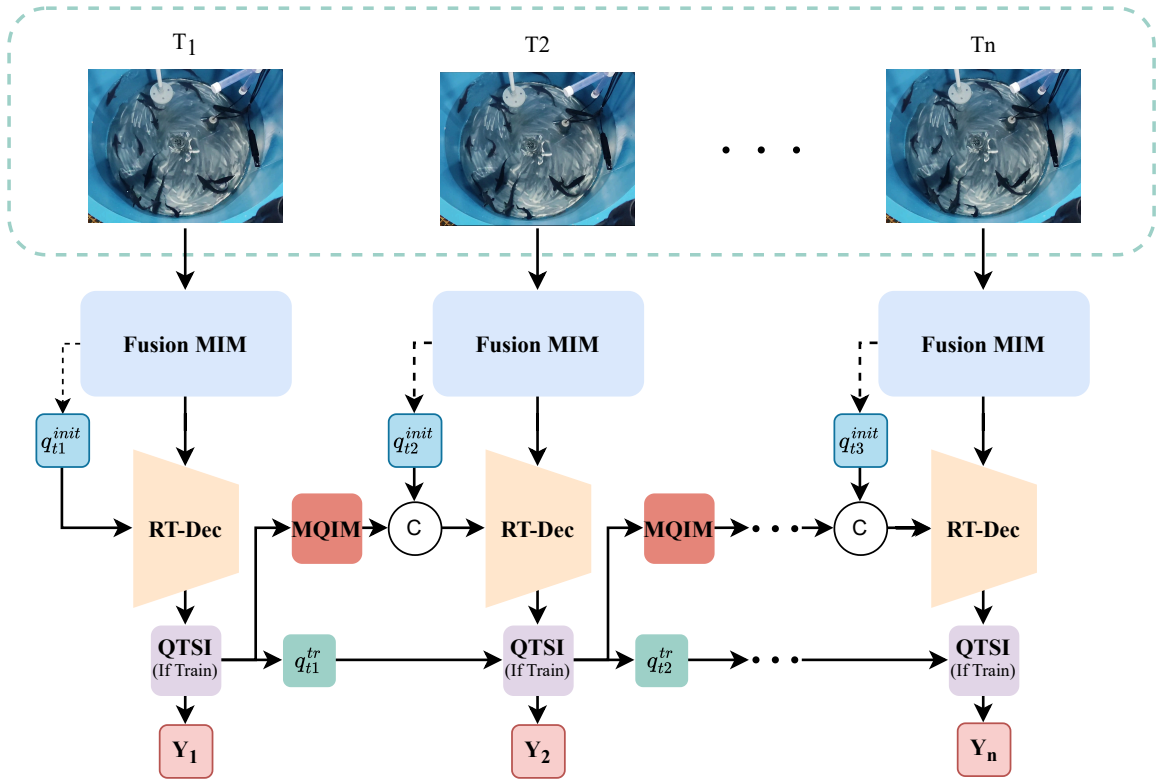 T1 T2 Tn
Fusion MIM Fusion MIM Fusion MIM
q_{t1}^{init} q_{t2}^{init} q_{t3}^{init}
RT-Dec MQIM C RT-Dec MQIM C RT-Dec
QTSI q_{t1}^{tr} QTSI q_{t2}^{tr} QTSI
(If Train) (If Train) (If Train)
Y1 Y2 Yn